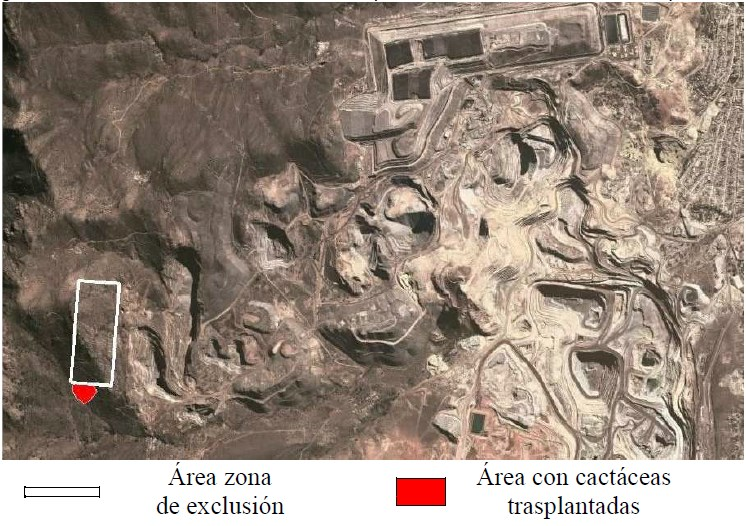 Área zona
de exclusión
Área con cactáceas
trasplantadas